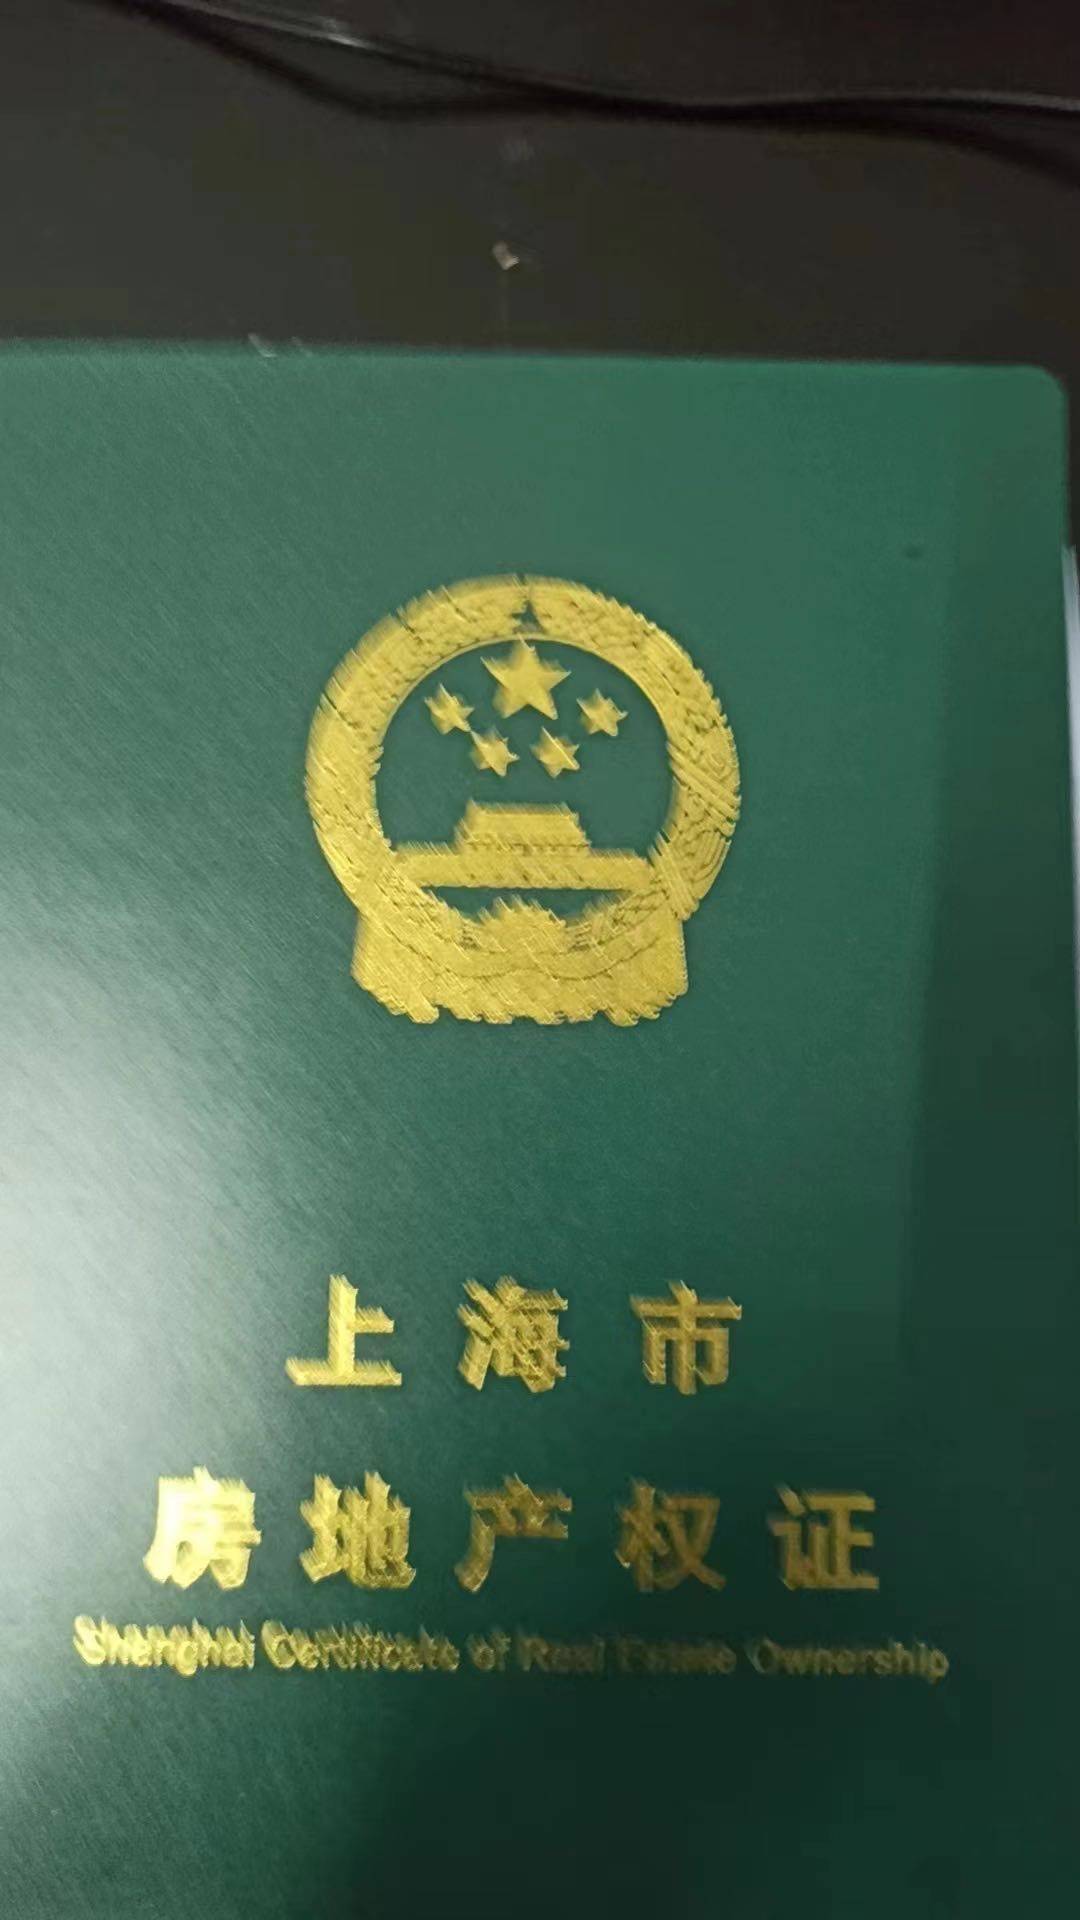 上海市
房地产权证
Shanghai Certificate of Real Estate Ownership